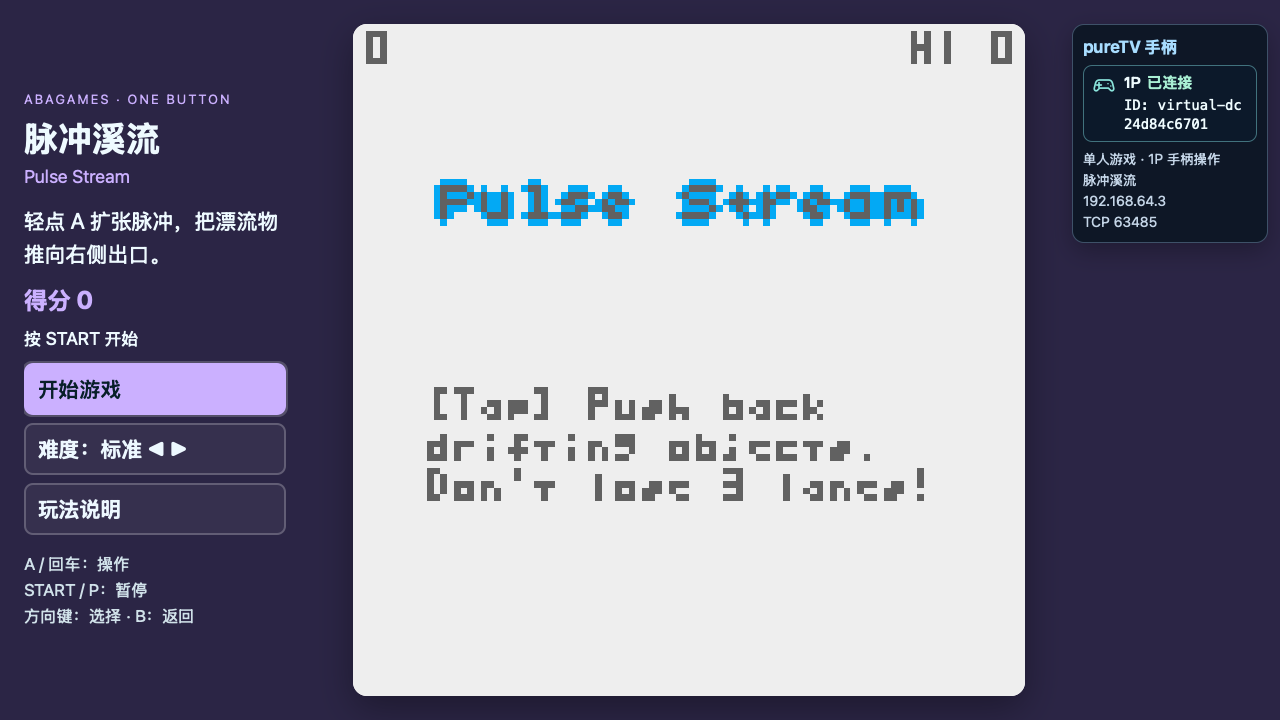 ABAGAMES · ONE BUTTON
脉冲溪流
Pulse Stream
轻点 A 扩张脉冲，把漂流物
推向右侧出口。
得分 0
按 START 开始
开始游戏
难度：标准 ◀ ▶
玩法说明
A / 回车：操作
START / P：暂停
方向键：选择 · B：返回
0
HI 0
Pulse Stream
[Tap] Push back
drifting objects.
Don't lose 3 lanes!
pureTV 手柄
1P 已连接
ID: virtual-dc
24d84c6701
单人游戏 · 1P 手柄操作
脉冲溪流
192.168.64.3
TCP 63485